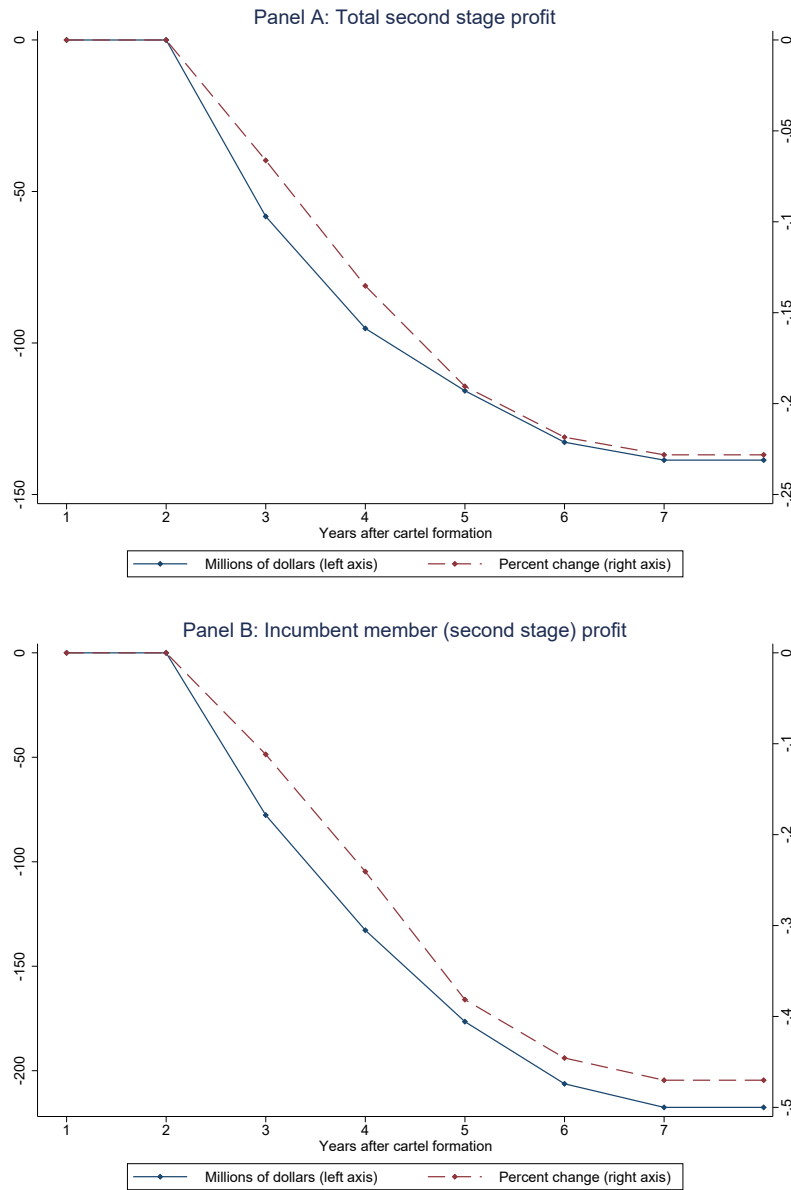 Panel A: Total second stage profit
0
-50
-100
-150
0
-.05
-.1
-.15
-.2
-.25
1 2 3 4 5 6 7
Years after cartel formation
Millions of dollars (left axis) Percent change (right axis)
Panel B: Incumbent member (second stage) profit
0
-50
-100
-150
-200
0
-.1
-.2
-.3
-.4
-.5
1 2 3 4 5 6 7
Years after cartel formation
Millions of dollars (left axis) Percent change (right axis)